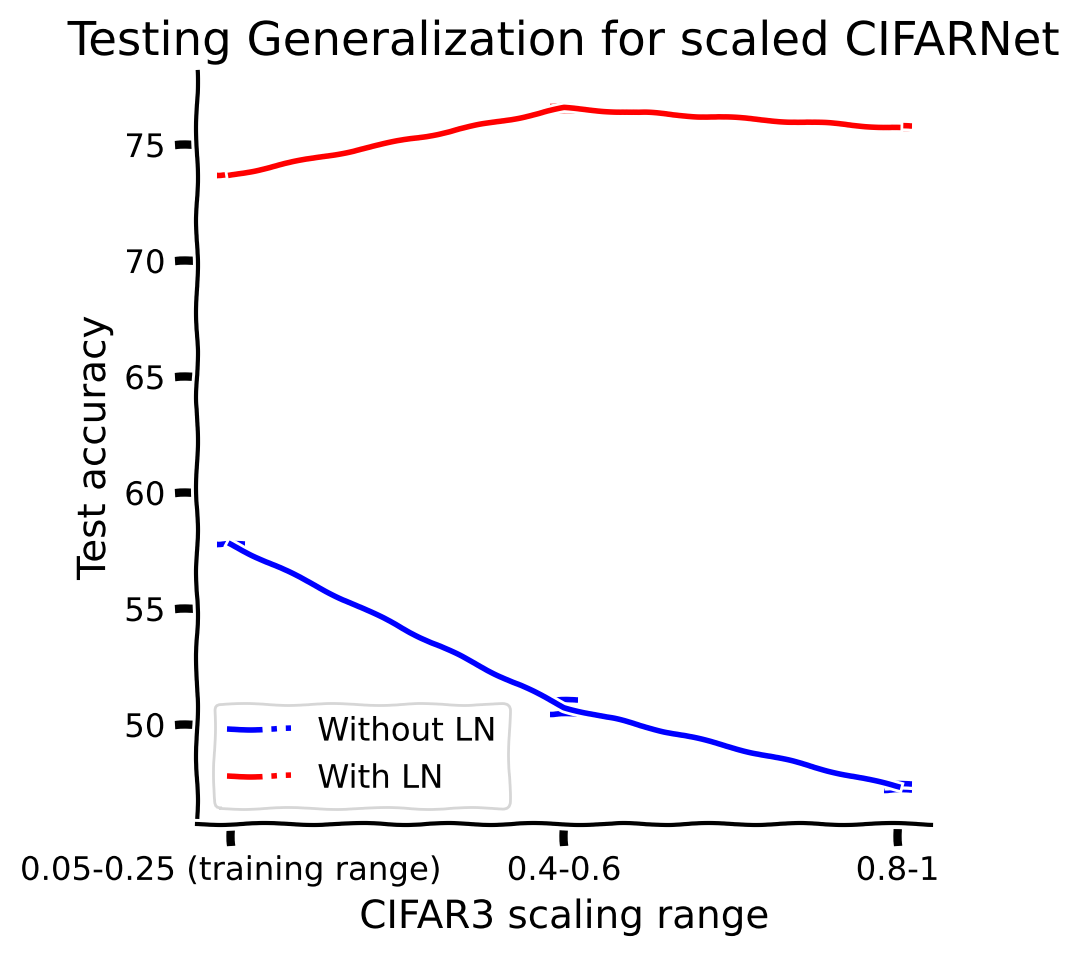 Testing Generalization for scaled CIFARNet
Test accuracy
75
70
65
60
55
50
Without LN
With LN
0.05-0.25 (training range) 0.4-0.6 0.8-1
CIFAR3 scaling range